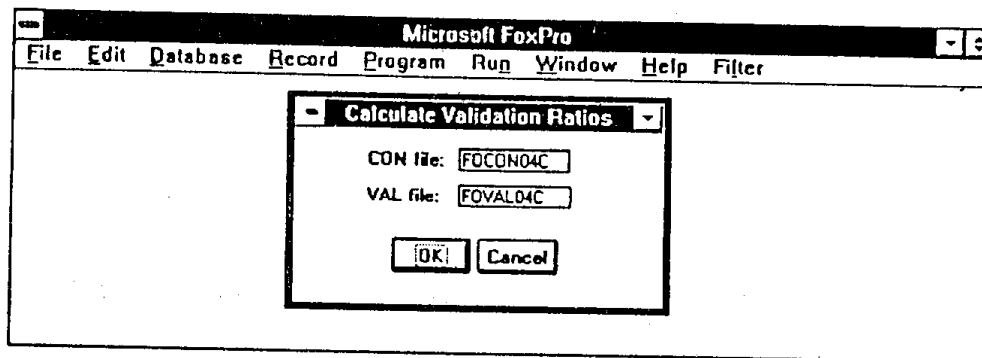 Microsoft FoxPro
File Edit Database Record Program Run Window Help Filter
Calculate Validation Ratios
CON file: FOCON04C
VAL file: FOVAL04C
OK Cancel